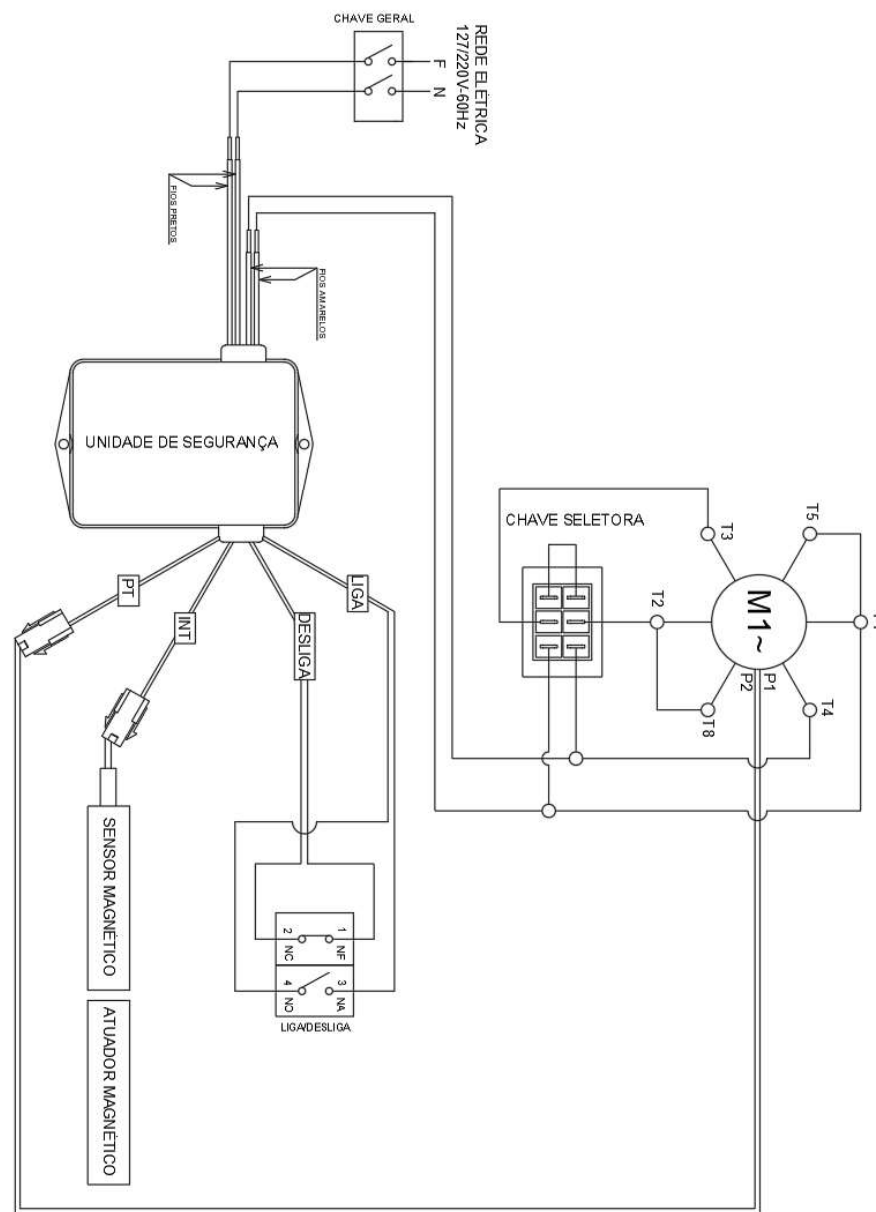 CHAVE GERAL
REDE ELÉTRICA
127/220V-60Hz
F
N
FIOS PRETOS
FIOS AMARELOS
UNIDADE DE SEGURANÇA
CHAVE SELETORA
T3
T5
T2
M1~
P1
P2
T8
T4
PT
INT
DESLIGA
LIGA
SENSOR MAGNÉTICO
ATUADOR MAGNÉTICO
2
1
NC
NF
4
3
NO
NA
LIGA/DESLIGA